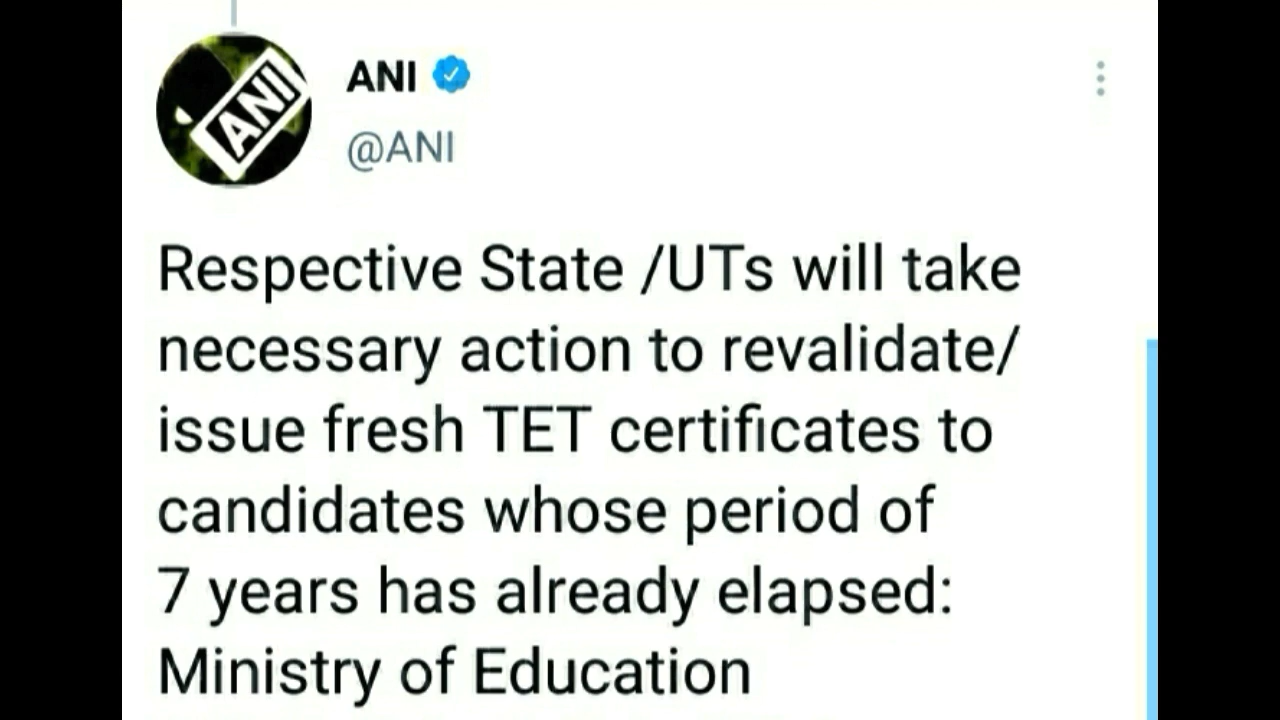 ANI
ANI
@ANI
Respective State /UTs will take
necessary action to revalidate/
issue fresh TET certificates to
candidates whose period of
7 years has already elapsed:
Ministry of Education